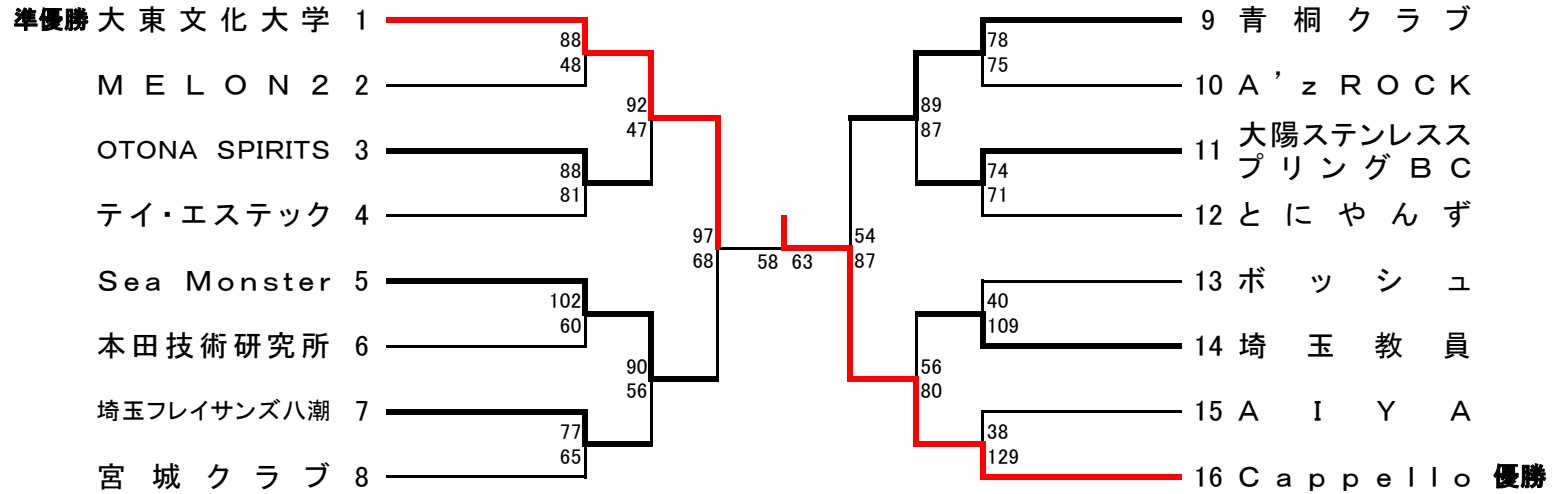 準優勝 大東文化大学 1
88
48
MELON2 2
92
47
OTONA SPIRITS 3
88
81
テイ・エステック 4
97
68
Sea Monster 5
102
60
本田技術研究所 6
90
56
埼玉フレイサンズ八潮 7
77
65
宮城クラブ 8
58 63
9 青桐クラブ
78
75
10 A'zROCK
89
87
11 大陽ステンレスス
プリングBC
74
71
12 とにやんず
54
87
13 ボッシュ
40
109
14 埼玉教員
56
80
15 AIYA
38
129
16 Cappello 優勝